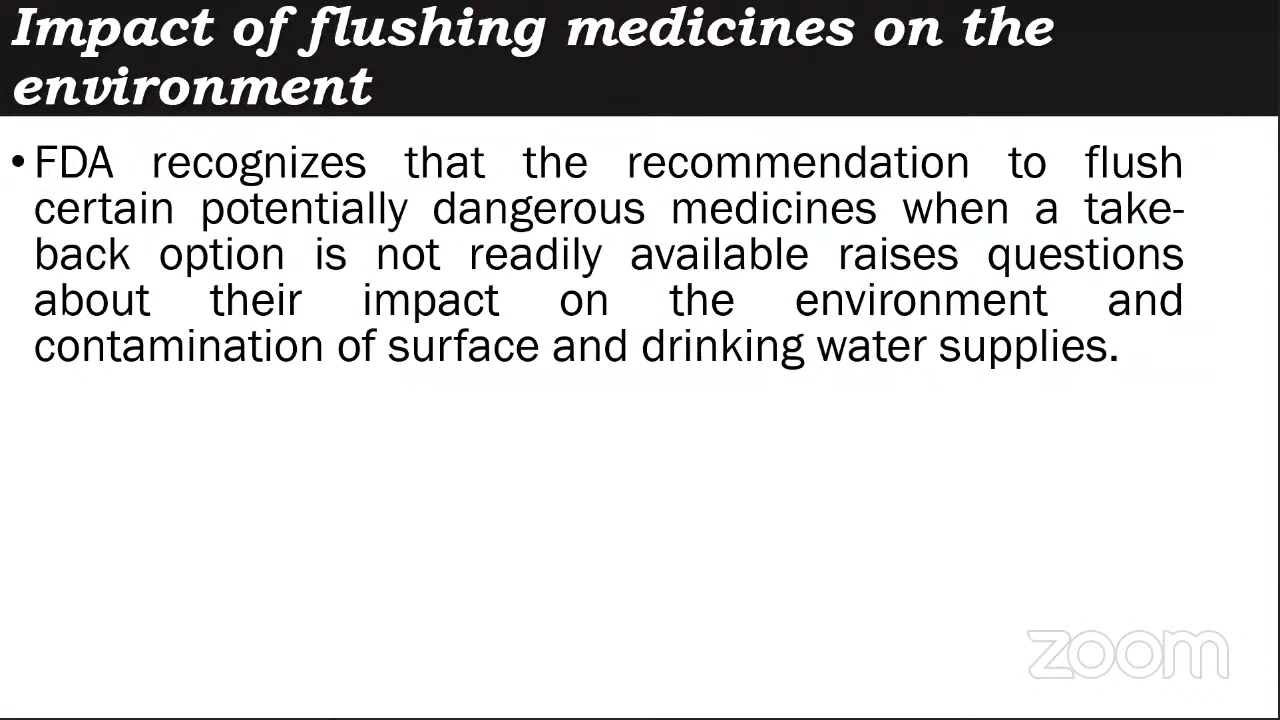 Impact of flushing medicines on the
environment
• FDA recognizes that the recommendation to flush
certain potentially dangerous medicines when a take-
back option is not readily available raises questions
about their impact on the environment and
contamination of surface and drinking water supplies.
zoom